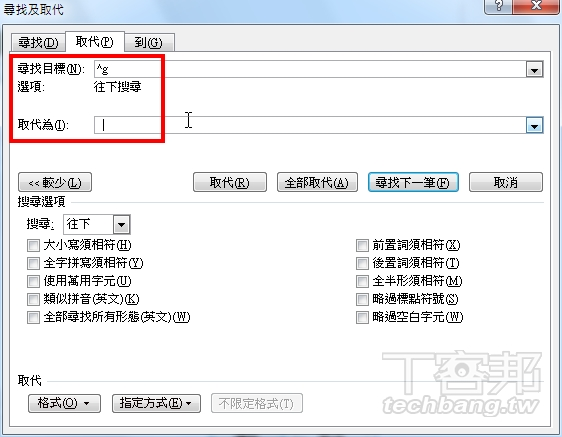 尋找及取代
尋找(D) 取代(P) 到(G)
尋找目標(N): ^g
選項: 往下搜尋
取代為(I):
<< 較少(L) 取代(R) 全部取代(A) 尋找下一筆(F) 取消
搜尋選項
搜尋: 往下
大小寫須相符(H) 前置詞須相符(X)
全字拼寫須相符(Y) 後置詞須相符(T)
使用萬用字元(U) 全半形須相符(M)
類似拼音(英文)(K) 略過標點符號(S)
全部尋找所有形態(英文)(W) 略過空白字元(W)
取代
格式(O) 指定方式(E) 不限定格式(T)
T客邦
techbang.tw